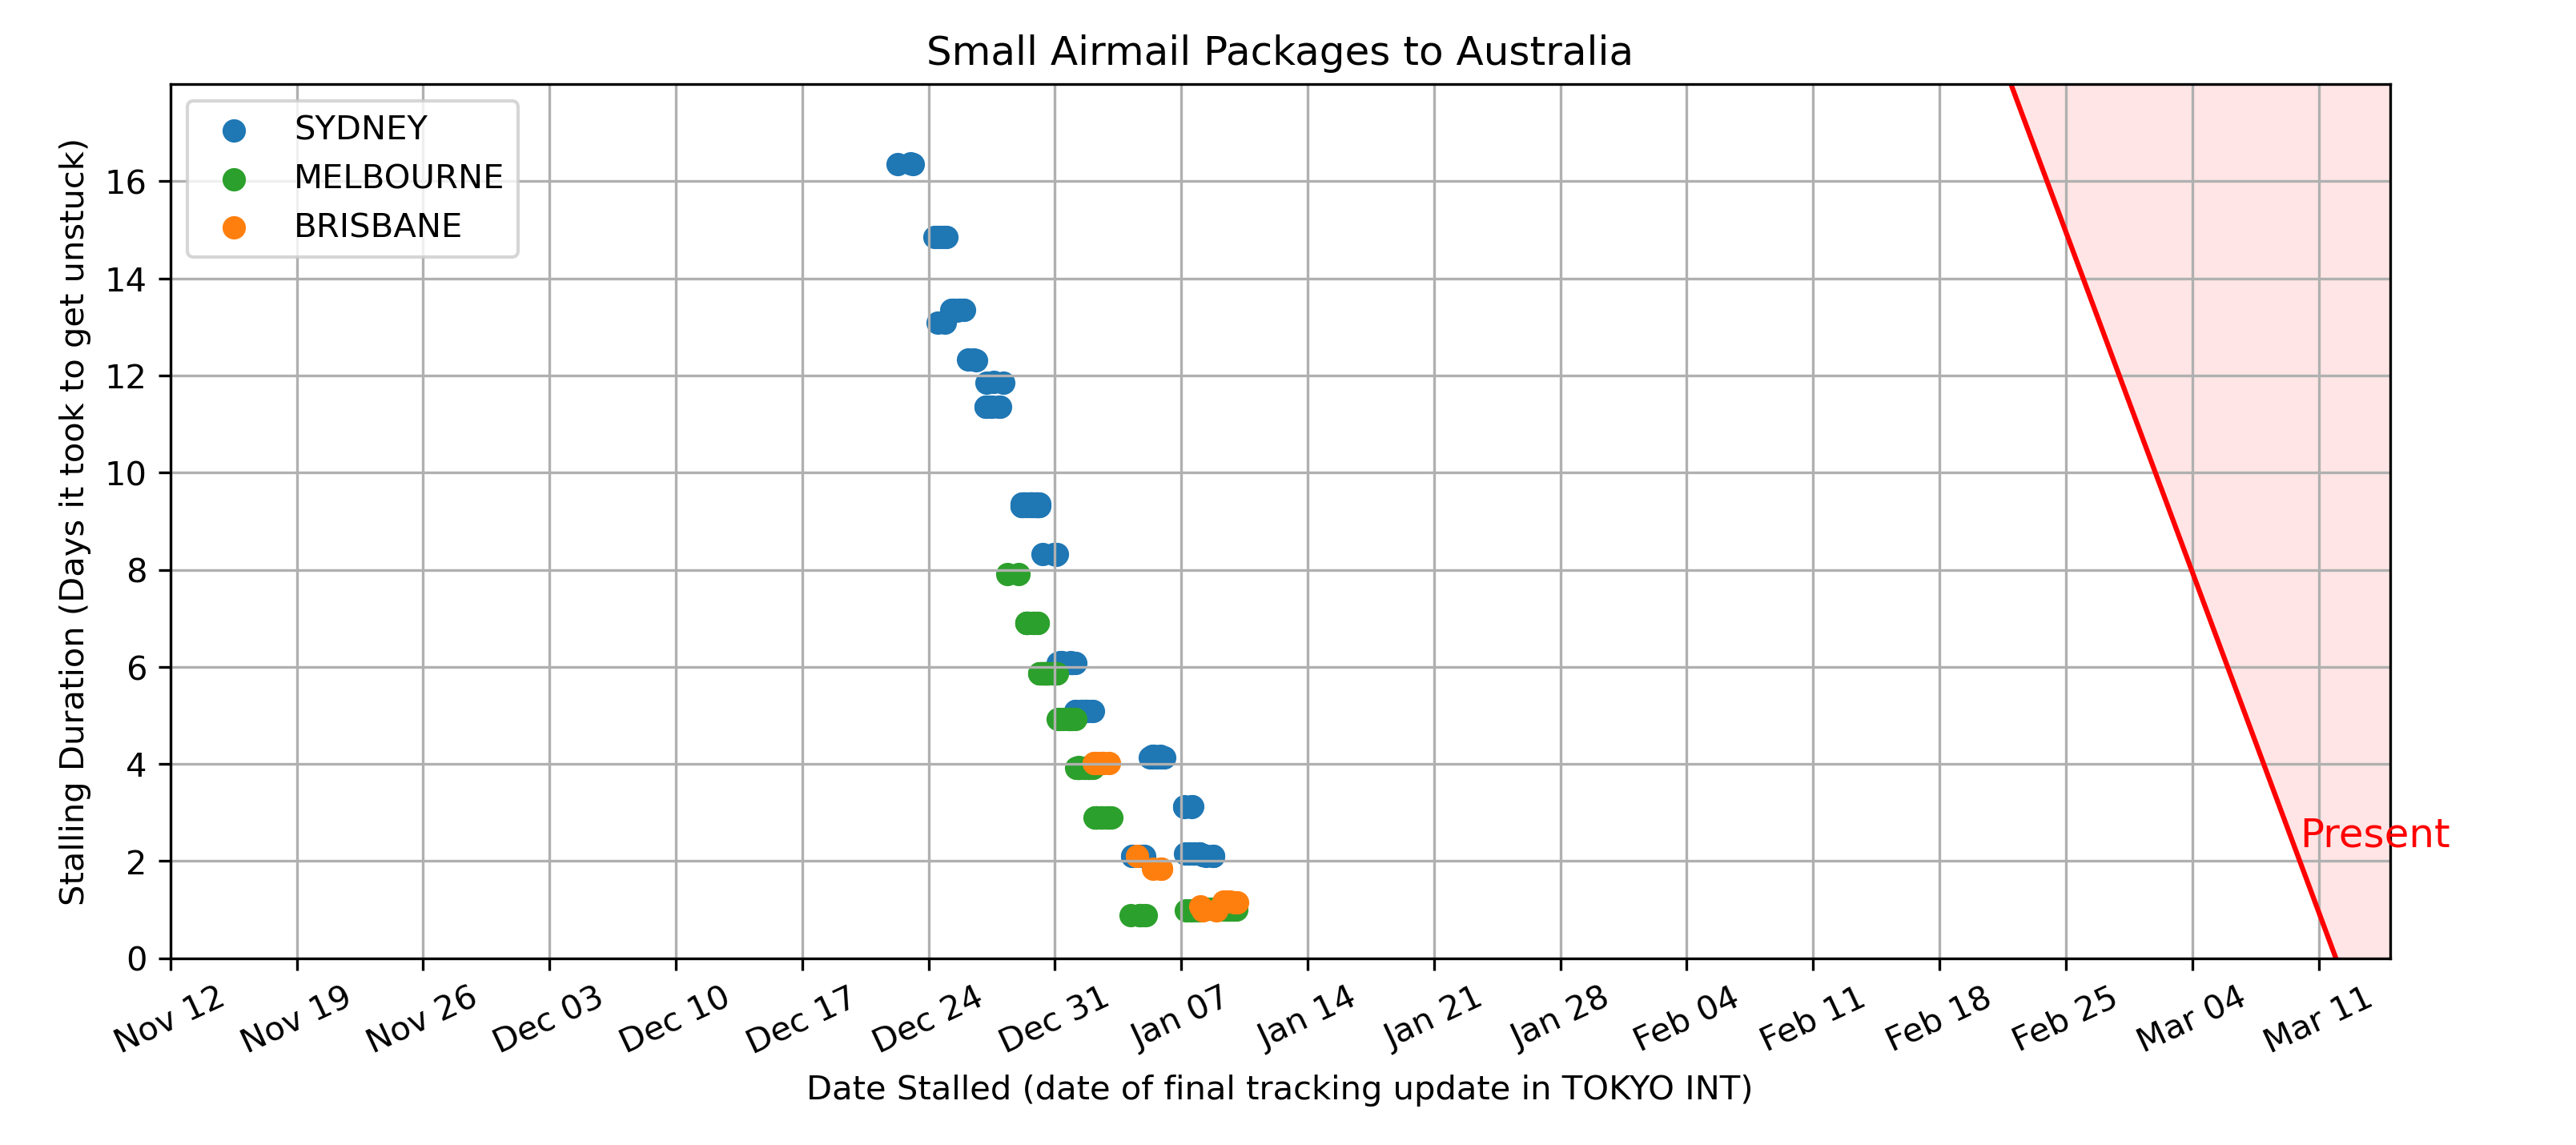 Small Airmail Packages to Australia
SYDNEY
MELBOURNE
BRISBANE
Stalling Duration (Days it took to get unstuck)
16
14
12
10
8
6
4
2
0
Present
Nov 12
Nov 19
Nov 26
Dec 03
Dec 10
Dec 17
Dec 24
Dec 31
Jan 07
Jan 14
Jan 21
Jan 28
Feb 04
Feb 11
Feb 18
Feb 25
Mar 04
Mar 11
Date Stalled (date of final tracking update in TOKYO INT)